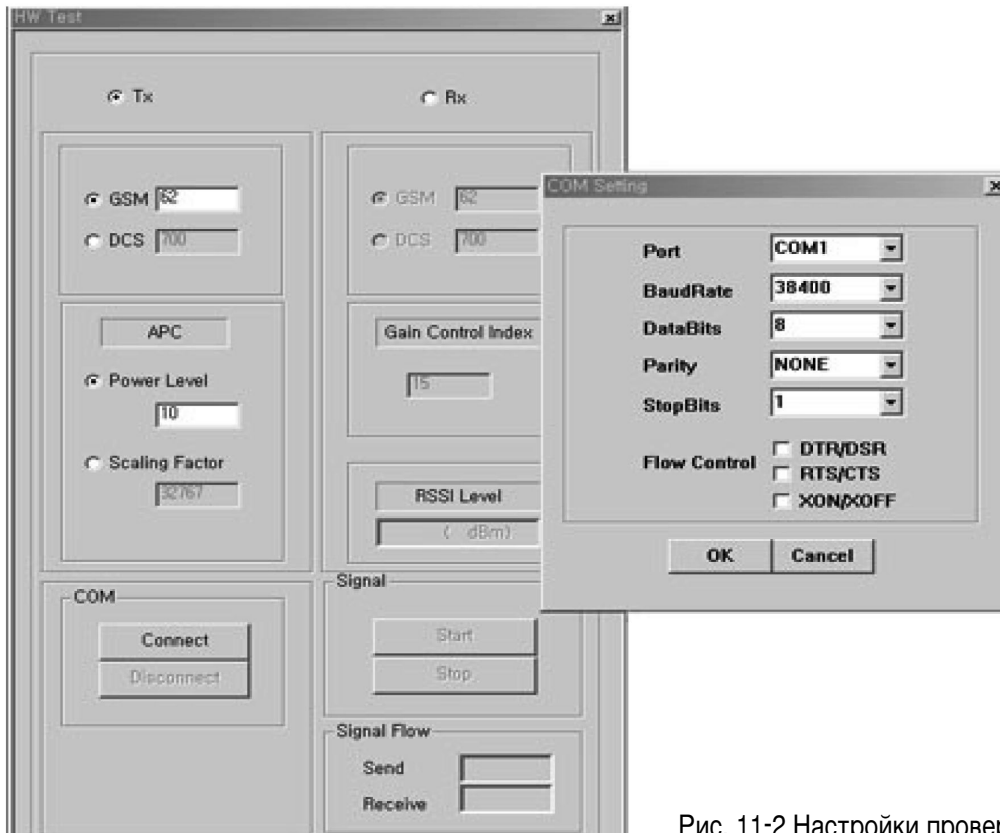 HW Test
Tx
Rx
GSM 62
DCS 700
GSM 62
DCS 700
APC
Power Level
10
Scaling Factor
32767
Gain Control Index
15
RSSI Level
( dBm)
COM
Connect
Disconnect
Signal
Start
Stop
Signal Flow
Send
Receive
COM Setting
Port COM1
BaudRate 38400
DataBits 8
Parity NONE
StopBits 1
Flow Control
DTR/DSR
RTS/CTS
XON/XOFF
OK Cancel
Рис. 11-2 Настройки